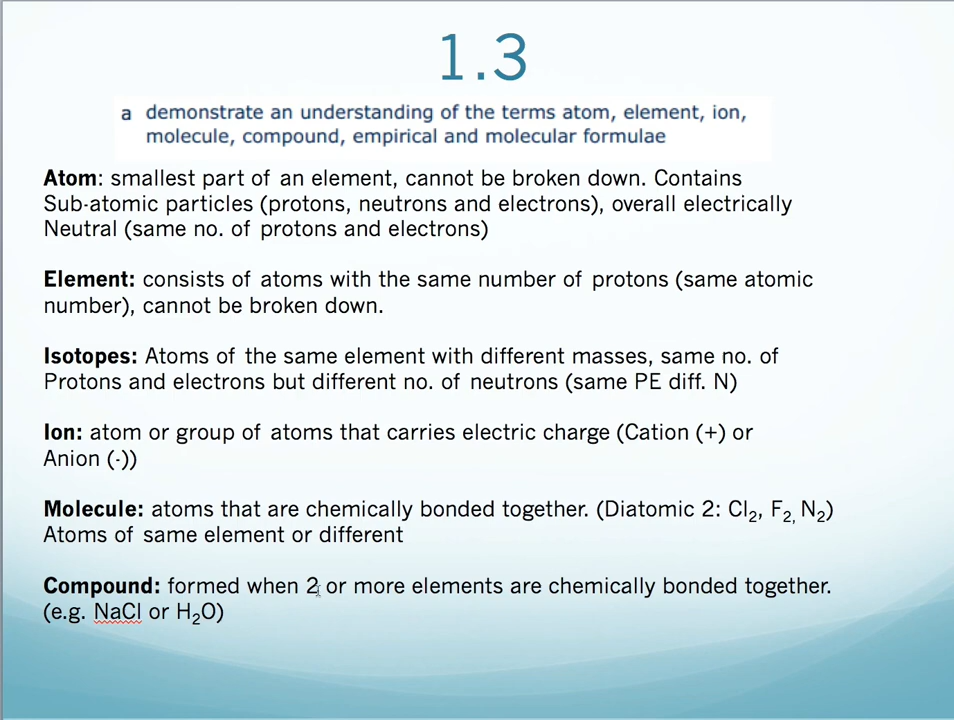 1.3
a demonstrate an understanding of the terms atom, element, ion,
molecule, compound, empirical and molecular formulae
Atom: smallest part of an element, cannot be broken down. Contains
Sub-atomic particles (protons, neutrons and electrons), overall electrically
Neutral (same no. of protons and electrons)
Element: consists of atoms with the same number of protons (same atomic
number), cannot be broken down.
Isotopes: Atoms of the same element with different masses, same no. of
Protons and electrons but different no. of neutrons (same PE diff. N)
Ion: atom or group of atoms that carries electric charge (Cation (+) or
Anion (-))
Molecule: atoms that are chemically bonded together. (Diatomic 2: Cl₂, F₂, N₂)
Atoms of same element or different
Compound: formed when 2 or more elements are chemically bonded together.
(e.g. NaCl or H₂O)